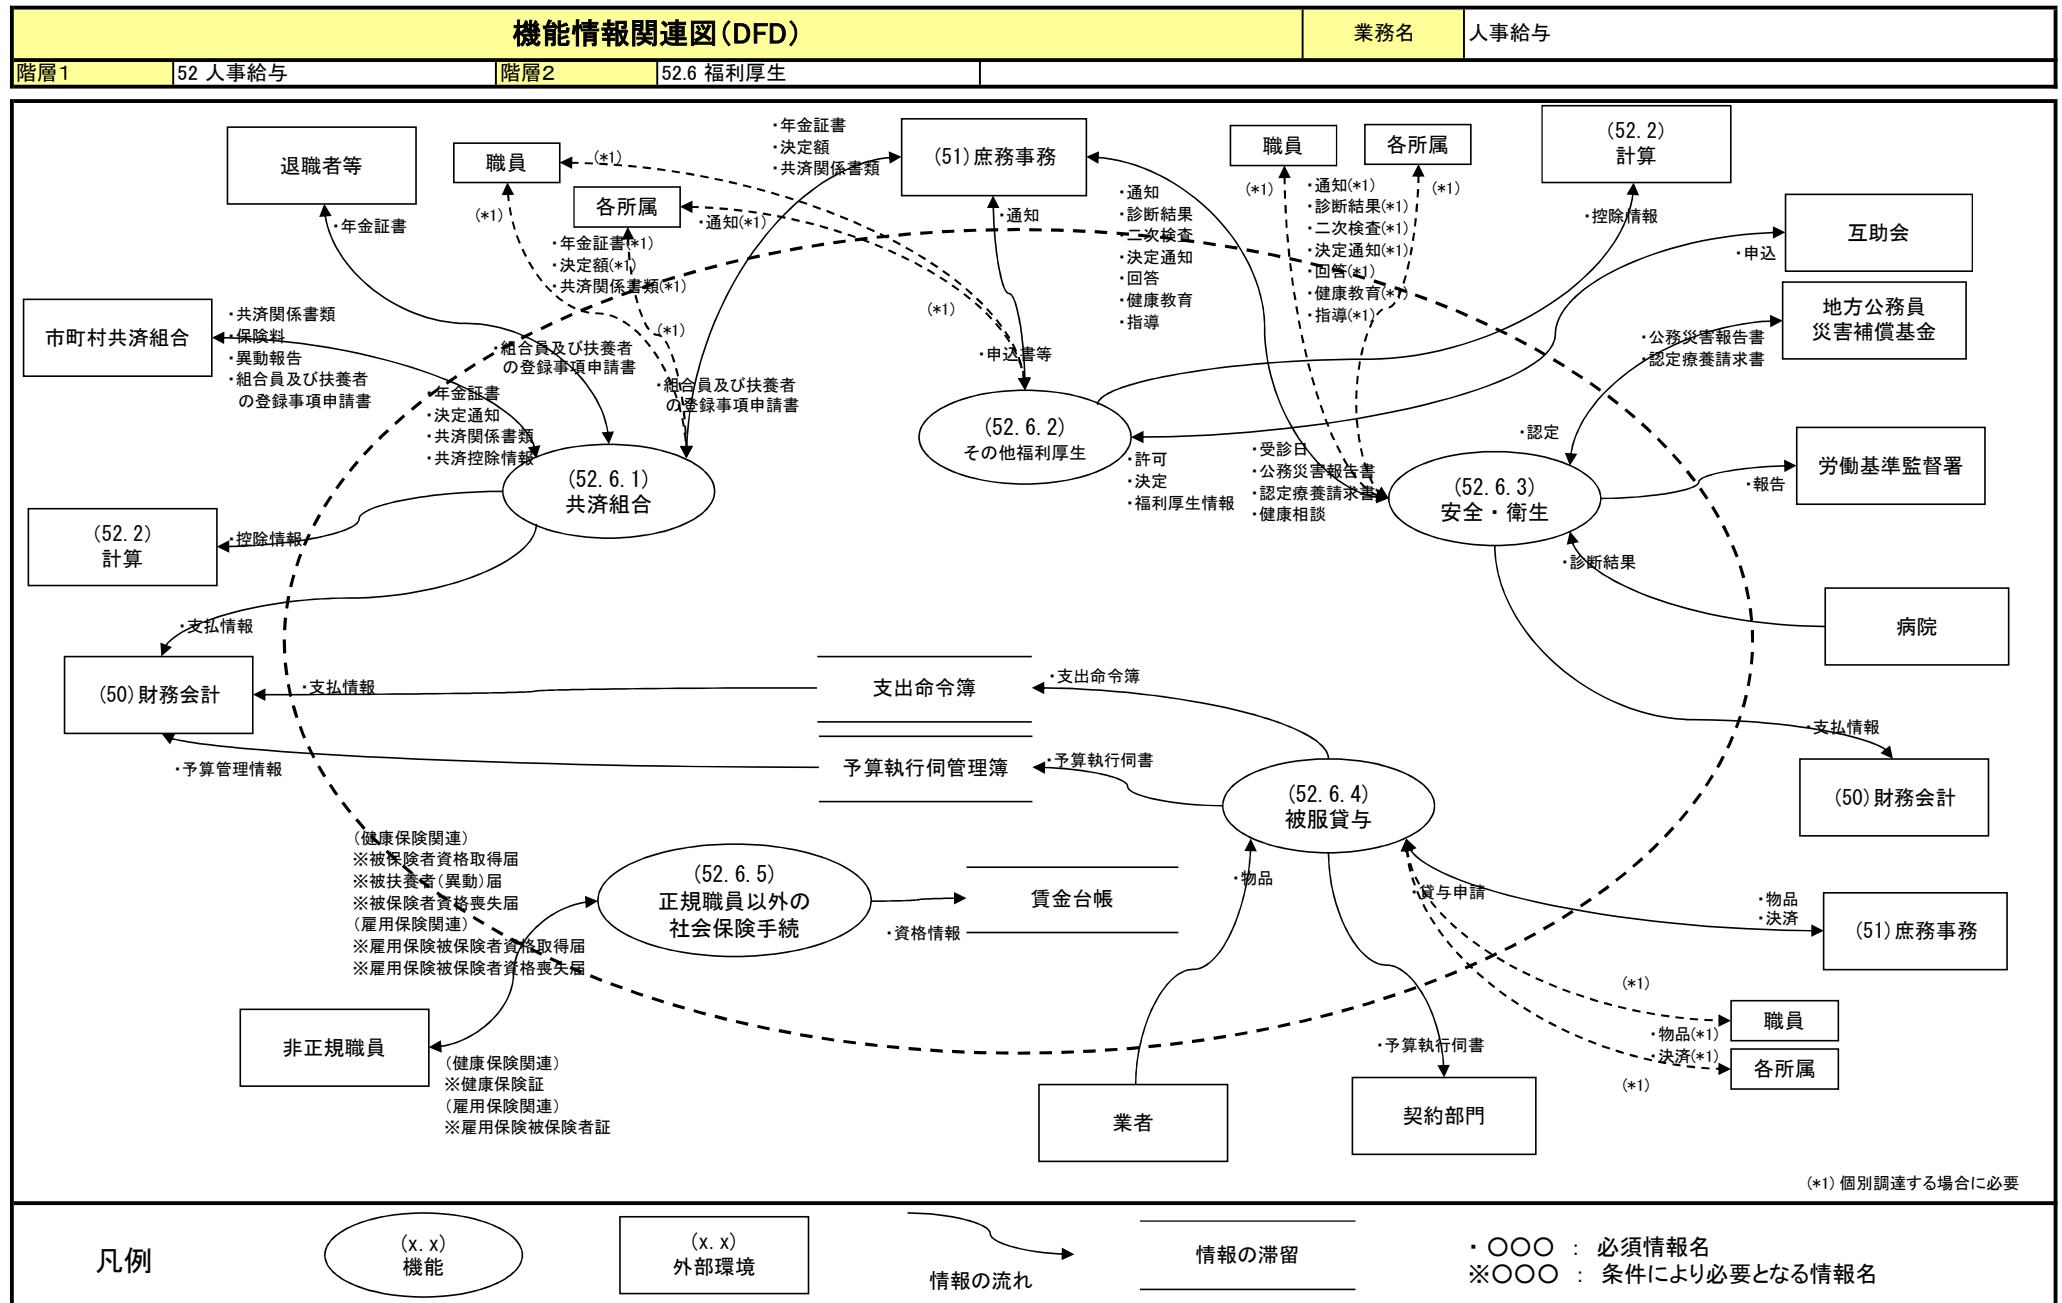 機能情報関連図(DFD)
業務名
人事給与
階層1
52 人事給与
階層2
52.6 福利厚生
退職者等
・年金証書
職員
(*1)
(*1)
各所属
・通知(*1)
・年金証書(*1)
・決定額(*1)
・共済関係書類(*1)
(*1)
・年金証書
・決定額
・共済関係書類
(51)庶務事務
・通知
(*1)
・申込書等
・通知
・診断結果
・二次検査
・決定通知
・回答
・健康教育
・指導
職員
(*1)
各所属
(*1)
・通知(*1)
・診断結果(*1)
・二次検査(*1)
・決定通知(*1)
・回答(*1)
・健康教育(*1)
・指導(*1)
(52.2)
計算
・控除情報
互助会
・申込
地方公務員
災害補償基金
・公務災害報告書
・認定療養請求書
市町村共済組合
・共済関係書類
・保険料
・異動報告
・組合員及び扶養者
の登録事項申請書
・組合員及び扶養者
の登録事項申請書
・組合員及び扶養者
の登録事項申請書
・年金証書
・決定通知
・共済関係書類
・共済控除情報
(52.6.1)
共済組合
(52.6.2)
その他福利厚生
・許可
・決定
・福利厚生情報
・受診日
・公務災害報告書
・認定療養請求書
・健康相談
・認定
(52.6.3)
安全・衛生
労働基準監督署
・報告
(52.2)
計算
・控除情報
・診断結果
病院
・支払情報
(50)財務会計
・支払情報
支出命令簿
・支出命令簿
・予算管理情報
予算執行伺管理簿
・予算執行伺書
(52.6.4)
被服貸与
・支払情報
(50)財務会計
(健康保険関連)
※被保険者資格取得届
※被扶養者(異動)届
※被保険者資格喪失届
(雇用保険関連)
※雇用保険被保険者資格取得届
※雇用保険被保険者資格喪失届
(52.6.5)
正規職員以外の
社会保険手続
・資格情報
賃金台帳
・物品
・貸与申請
・物品
・決済
(51)庶務事務
非正規職員
(健康保険関連)
※健康保険証
(雇用保険関連)
※雇用保険被保険者証
業者
・予算執行伺書
契約部門
(*1)
職員
・物品(*1)
・決済(*1)
各所属
(*1)
(*1) 個別調達する場合に必要
凡例
(x.x)
機能
(x.x)
外部環境
情報の流れ
情報の滞留
・ 〇〇〇 : 必須情報名
※〇〇〇 : 条件により必要となる情報名